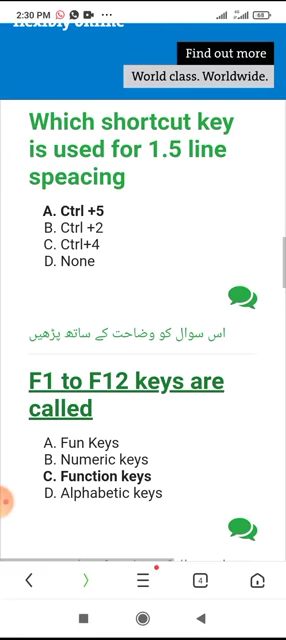 2:30 PM
68
flexibly online
Find out more
World class. Worldwide.
Which shortcut key
is used for 1.5 line
speacing
A. Ctrl +5
B. Ctrl +2
C. Ctrl+4
D. None
اس سوال کو وضاحت کے ساتھ پڑھیں
F1 to F12 keys are
called
A. Fun Keys
B. Numeric keys
C. Function keys
D. Alphabetic keys
4